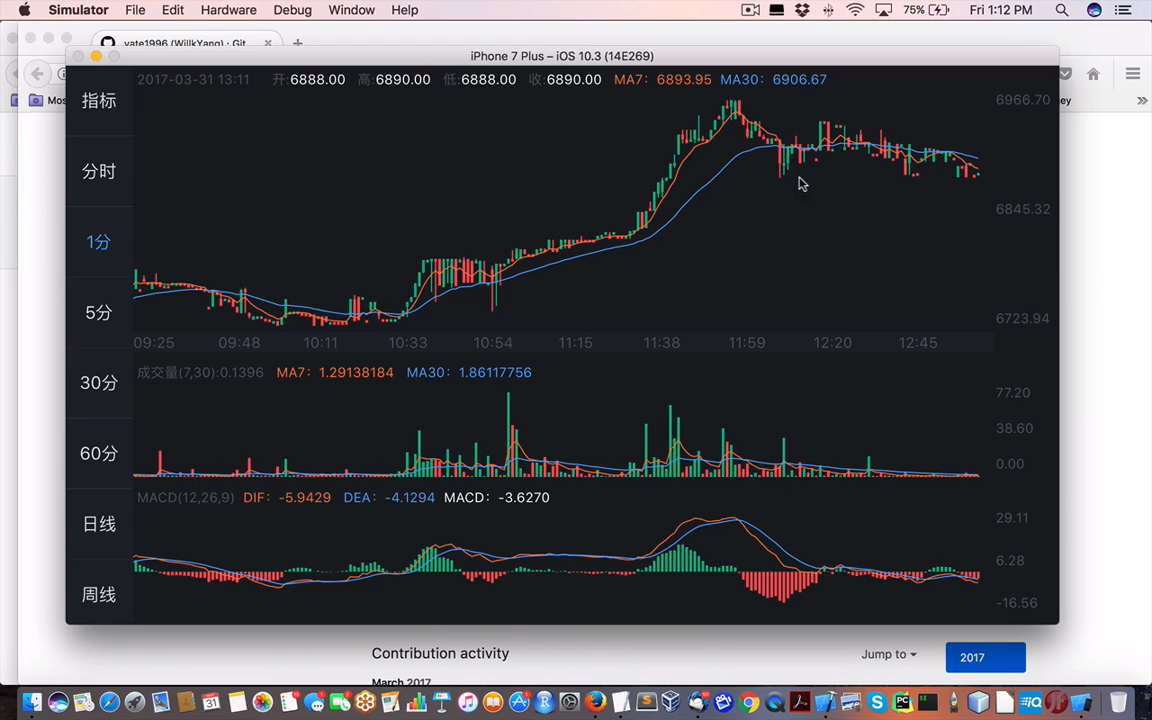 Simulator File Edit Hardware Debug Window Help 75% Fri 1:12 PM
yate1996 (WillkYang) · Git
iPhone 7 Plus – iOS 10.3 (14E269)
Mos
ey
2017-03-31 13:11 开:6888.00 高:6890.00 低:6888.00 收:6890.00 MA7: 6893.95 MA30: 6906.67
指标
分时
1分
5分
30分
60分
日线
周线
6966.70
6845.32
6723.94
09:25 09:48 10:11 10:33 10:54 11:15 11:38 11:59 12:20 12:45
成交量(7,30):0.1396 MA7: 1.29138184 MA30: 1.86117756
77.20
38.60
0.00
MACD(12,26,9) DIF: -5.9429 DEA: -4.1294 MACD: -3.6270
29.11
6.28
-16.56
Contribution activity
Jump to
2017
March 2017